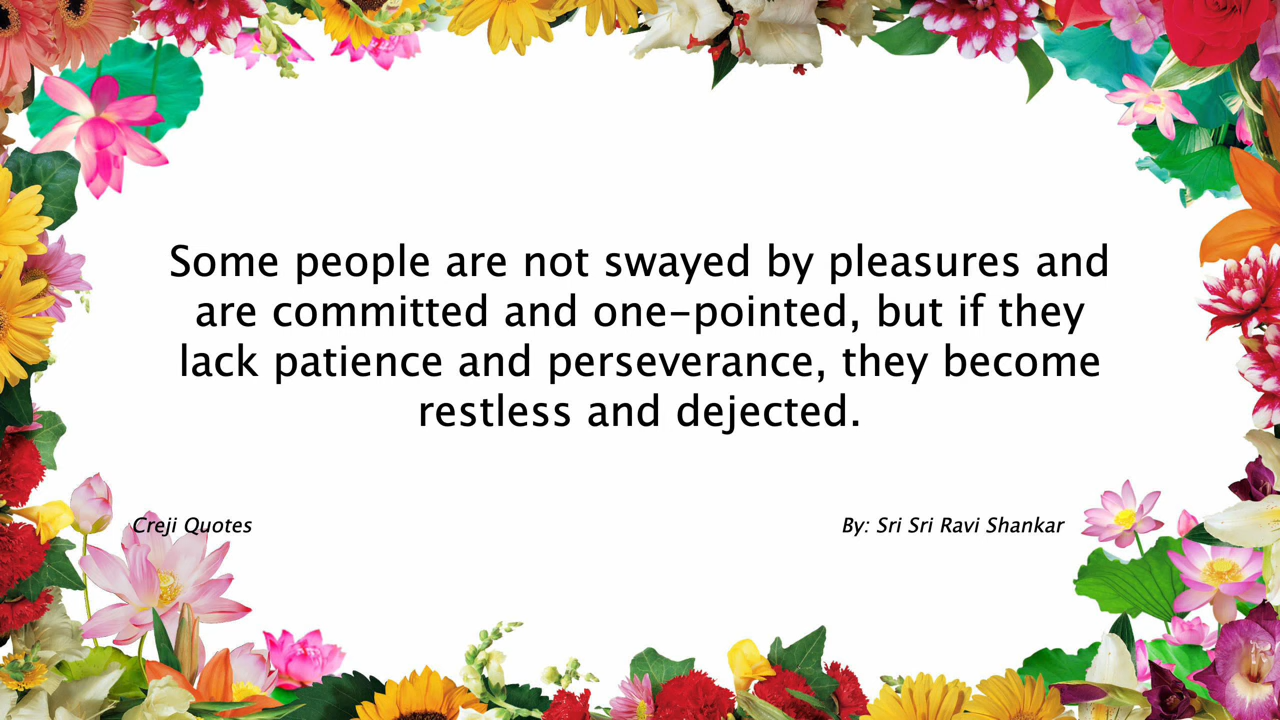 Some people are not swayed by pleasures and
are committed and one-pointed, but if they
lack patience and perseverance, they become
restless and dejected.
Creji Quotes
By: Sri Sri Ravi Shankar